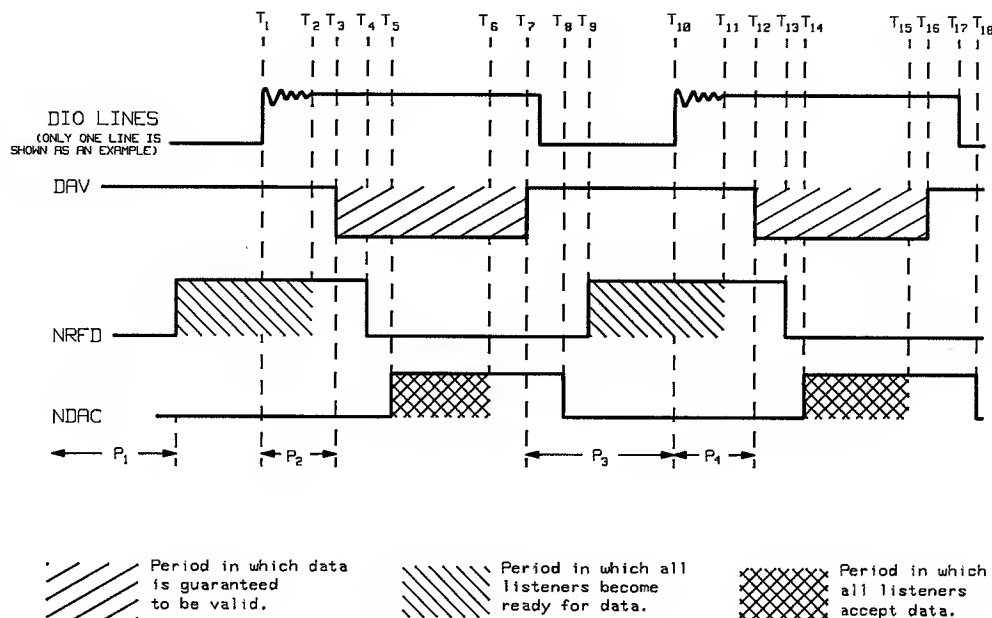 T1 T2 T3 T4 T5 T6 T7 T8 T9 T10 T11 T12 T13 T14 T15 T16 T17 T18
DIO LINES
(ONLY ONE LINE IS
SHOWN AS AN EXAMPLE)
DAV
NRFD
NDAC
P1 P2 P3 P4
Period in which data
is guaranteed
to be valid.
Period in which all
listeners become
ready for data.
Period in which
all listeners
accept data.